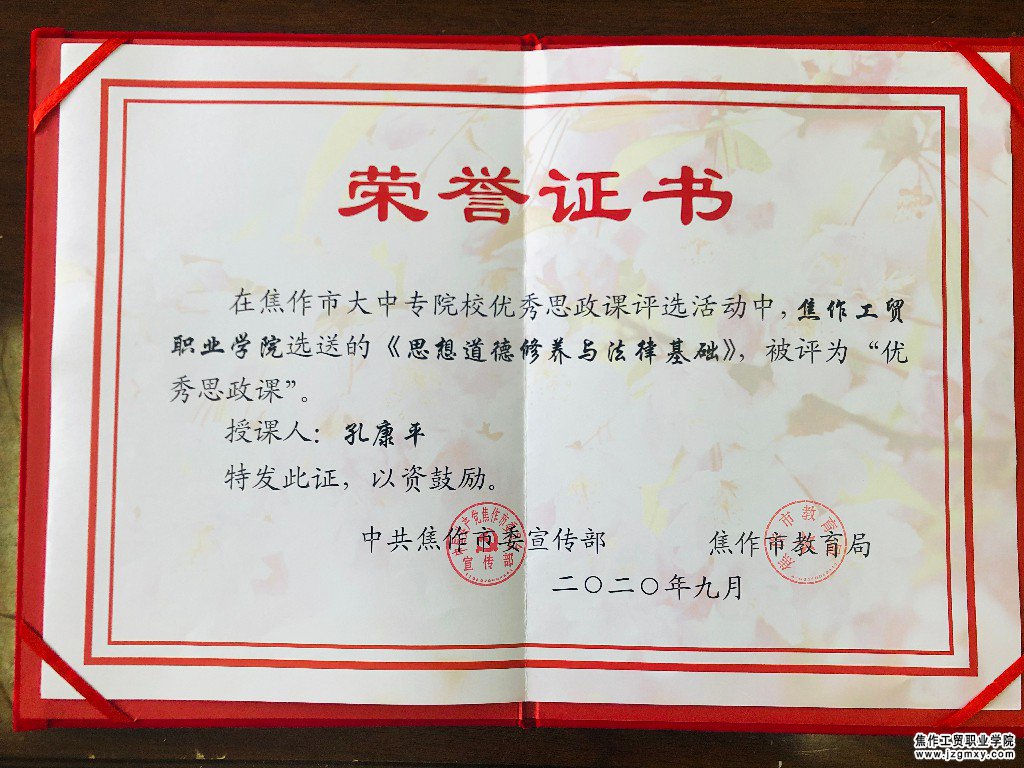 荣誉证书
在焦作市大中专院校优秀思政课评选活动中，焦作工贸
职业学院选送的《思想道德修养与法律基础》，被评为“优
秀思政课”。
授课人：孔康平
特发此证，以资鼓励。
中共焦作市委宣传部 焦作市教育局
宣传部
二〇二〇年九月
焦作工贸职业学院
www.jzgmxy.com